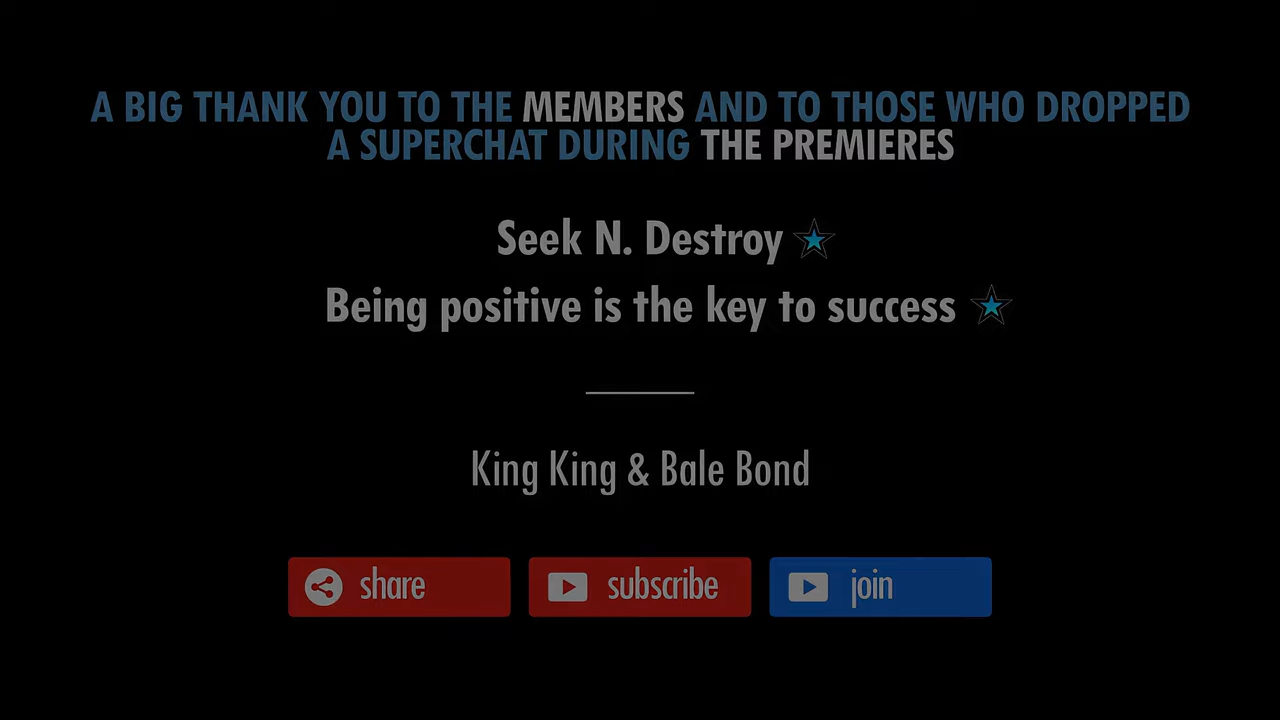 A BIG THANK YOU TO THE MEMBERS AND TO THOSE WHO DROPPED
A SUPERCHAT DURING THE PREMIERES
Seek N. Destroy
Being positive is the key to success
King King & Bale Bond
share
subscribe
join